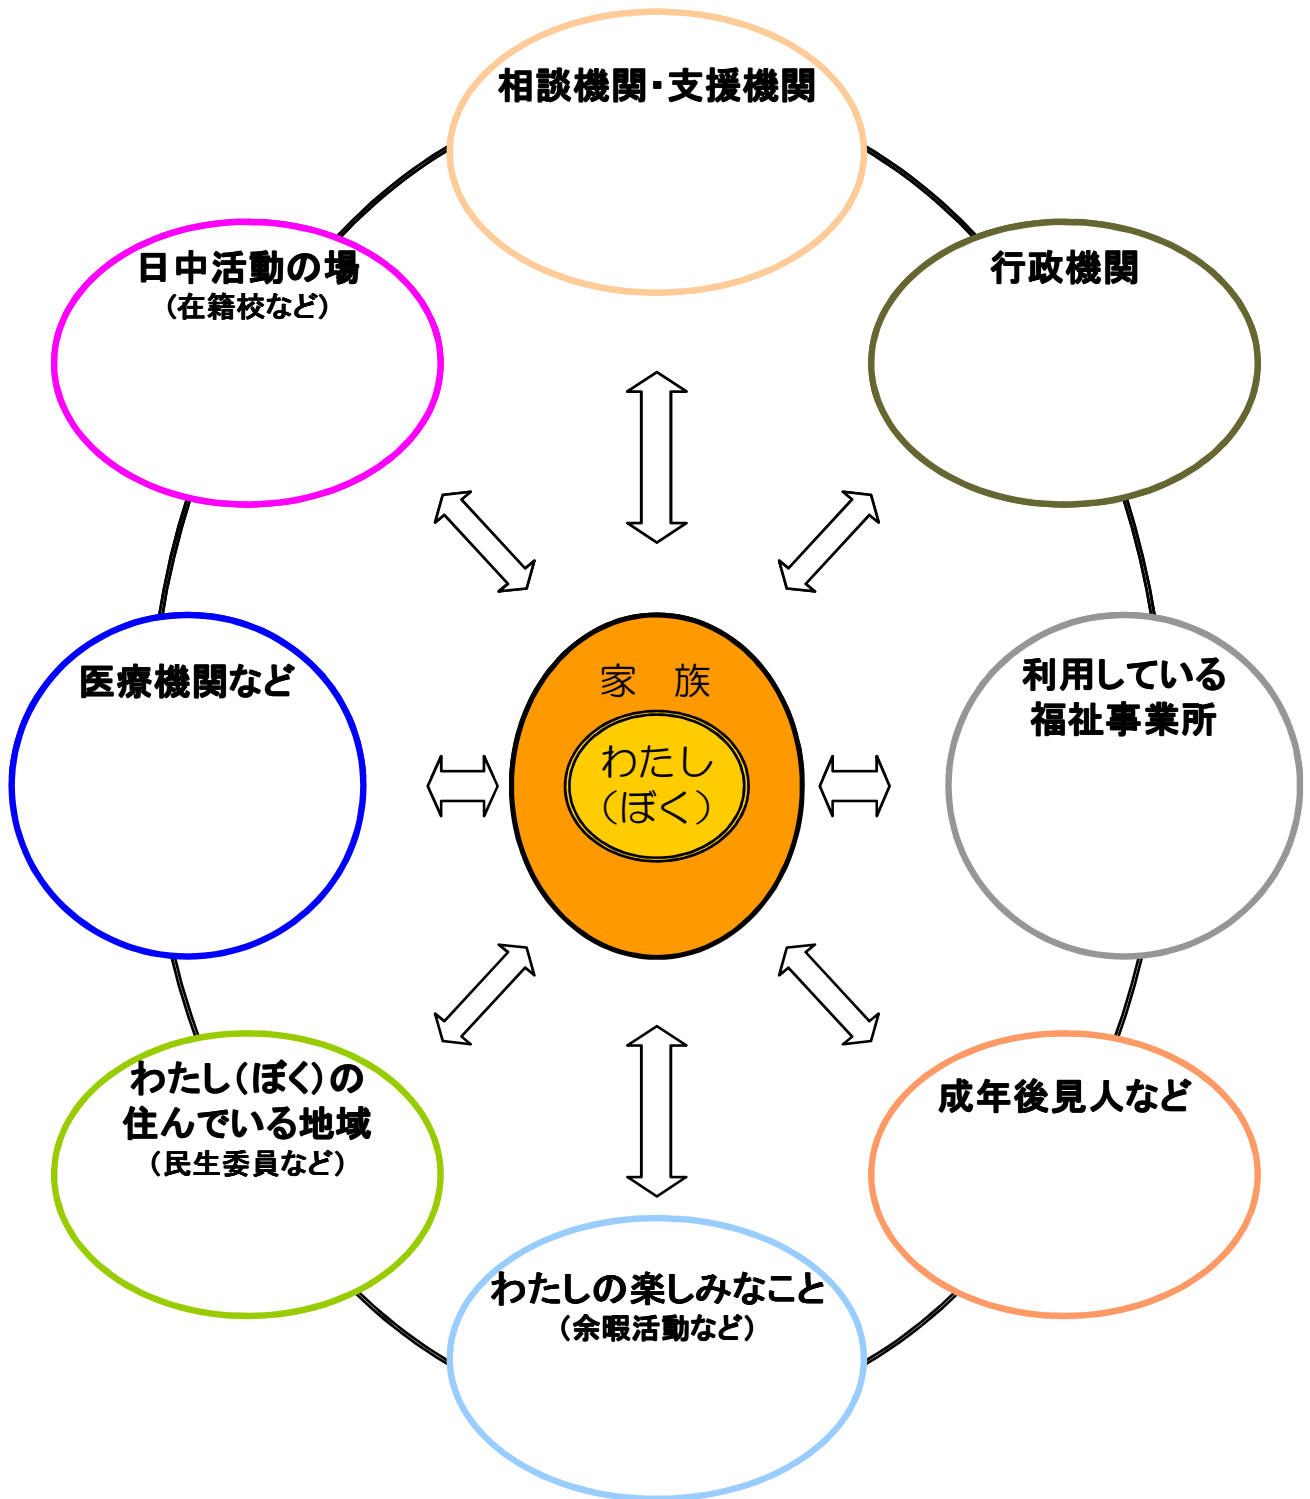 相談機関・支援機関
日中活動の場
（在籍校など）
行政機関
医療機関など
家　族
わたし
（ぼく）
利用している
福祉事業所
わたし（ぼく）の
住んでいる地域
（民生委員など）
成年後見人など
わたしの楽しみなこと
（余暇活動など）